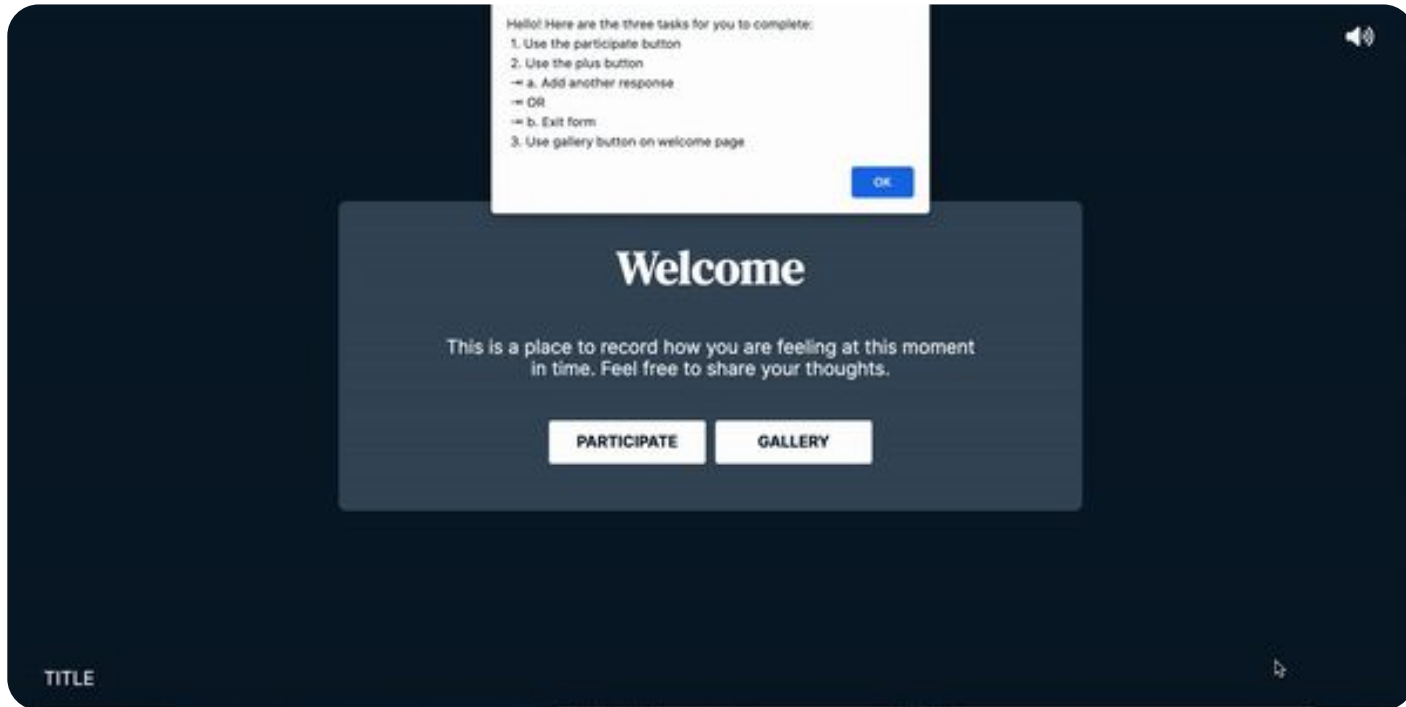 Hello! Here are the three tasks for you to complete:
1. Use the participate button
2. Use the plus button
→ a. Add another response
→ OR
→ b. Exit form
3. Use gallery button on welcome page
OK
Welcome
This is a place to record how you are feeling at this moment
in time. Feel free to share your thoughts.
PARTICIPATE GALLERY
TITLE